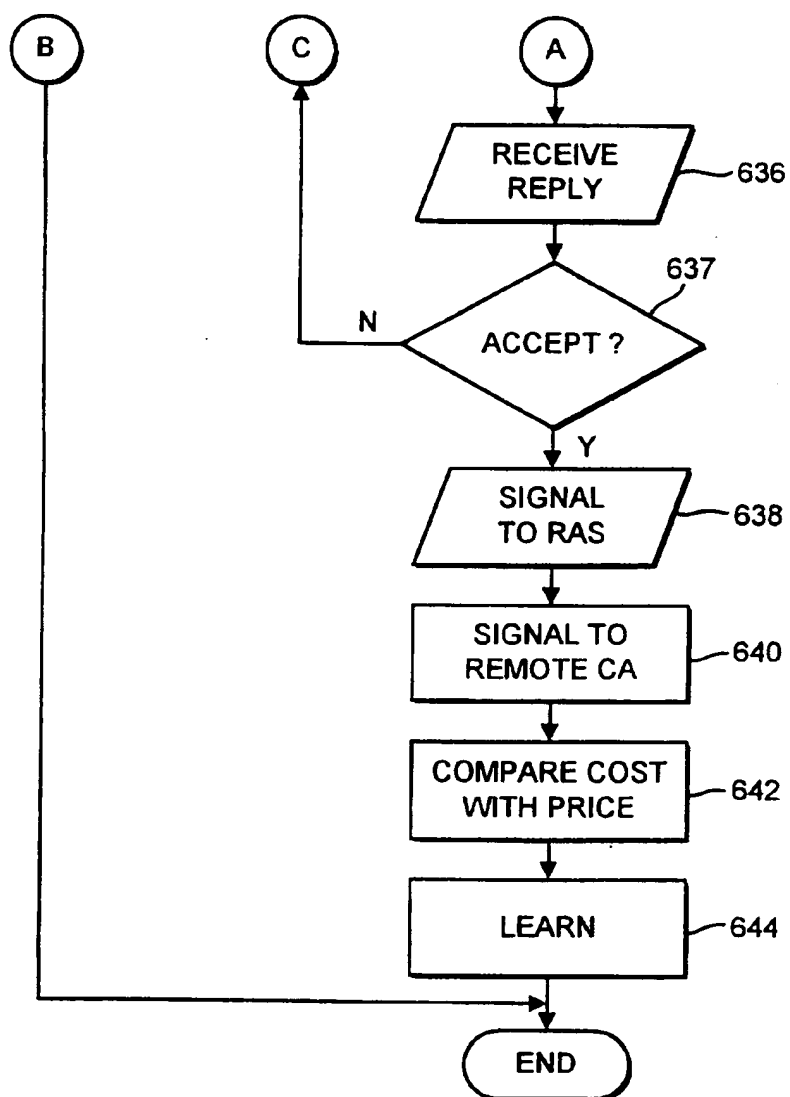 B
C
A
RECEIVE
REPLY
636
637
ACCEPT ?
N
Y
SIGNAL
TO RAS
638
SIGNAL TO
REMOTE CA
640
COMPARE COST
WITH PRICE
642
LEARN
644
END